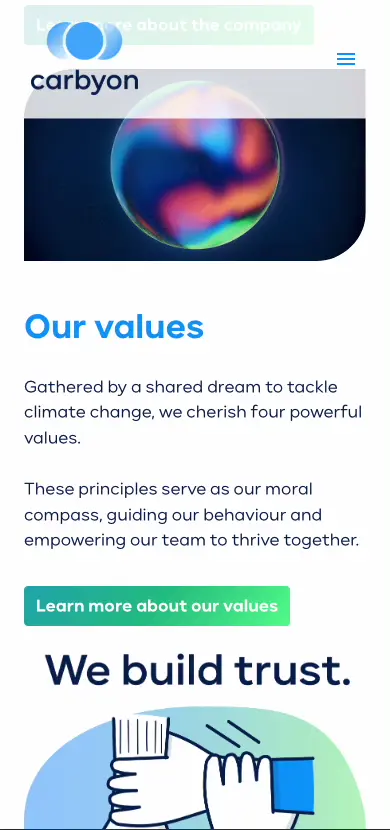 Learn more about the company
carbyon
Our values
Gathered by a shared dream to tackle
climate change, we cherish four powerful
values.
These principles serve as our moral
compass, guiding our behaviour and
empowering our team to thrive together.
Learn more about our values
We build trust.